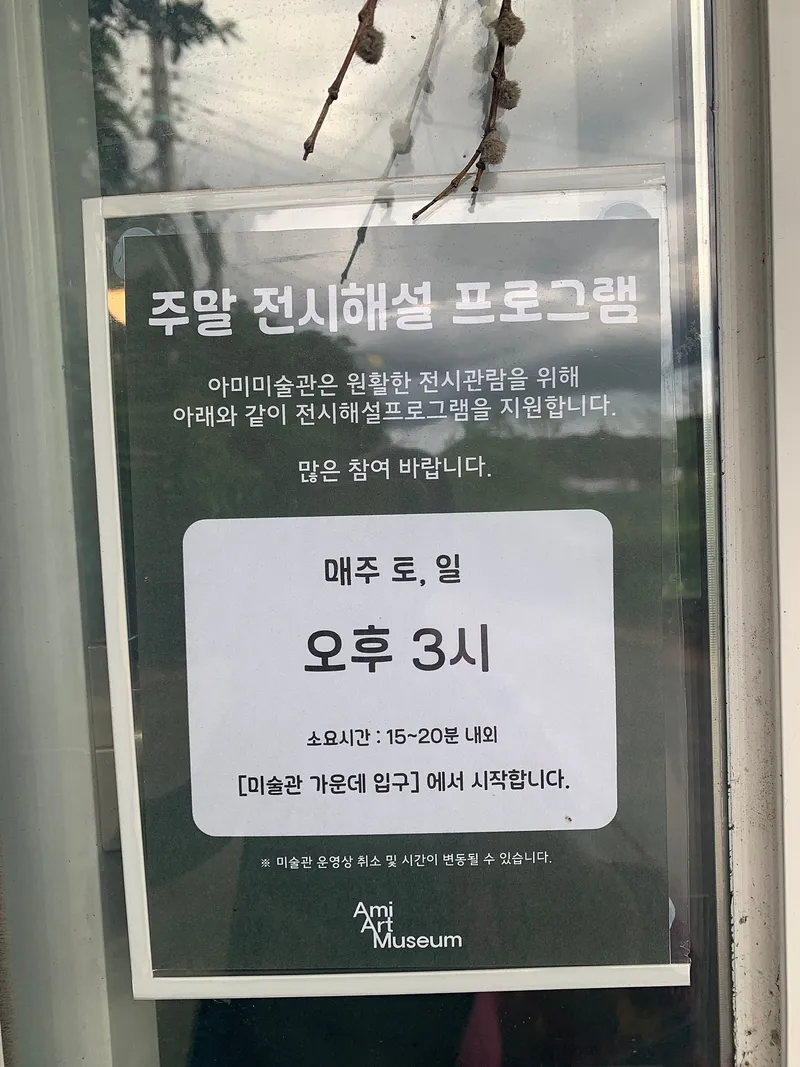 주말 전시해설 프로그램
아미미술관은 원활한 전시관람을 위해
아래와 같이 전시해설프로그램을 지원합니다.
많은 참여 바랍니다.
매주 토, 일
오후 3시
소요시간 : 15~20분 내외
[미술관 가운데 입구] 에서 시작합니다.
※ 미술관 운영상 취소 및 시간이 변동될 수 있습니다.
Ami
Art
Museum